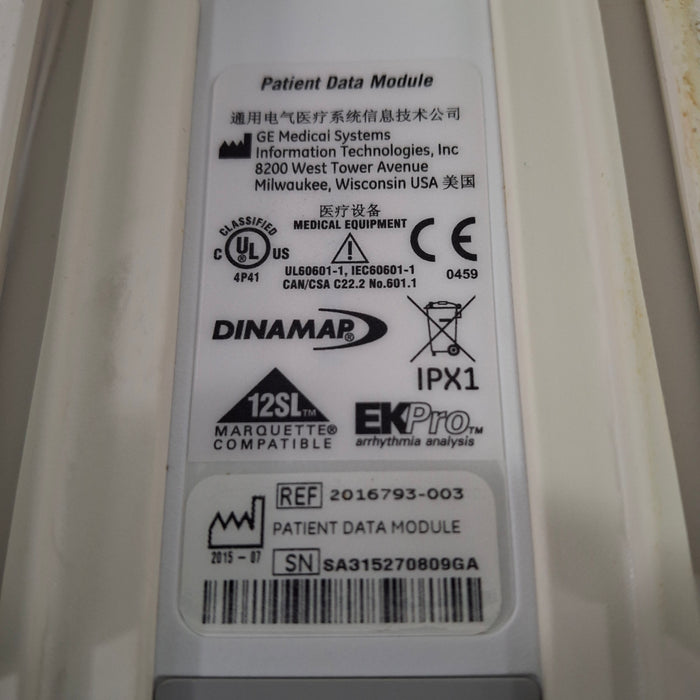 Patient Data Module
通用电气医疗系统信息技术公司
GE Medical Systems
Information Technologies, Inc
8200 West Tower Avenue
Milwaukee, Wisconsin USA 美国
医疗设备
MEDICAL EQUIPMENT
CLASSIFIED
C UL® US
4P41
UL60601-1, IEC60601-1
CAN/CSA C22.2 No.601.1
CE
0459
DINAMAP®
IPX1
12SL™
MARQUETTE®
COMPATIBLE
EKPro™
arrhythmia analysis
REF 2016793-003
PATIENT DATA MODULE
2015-07
SN SA315270809GA